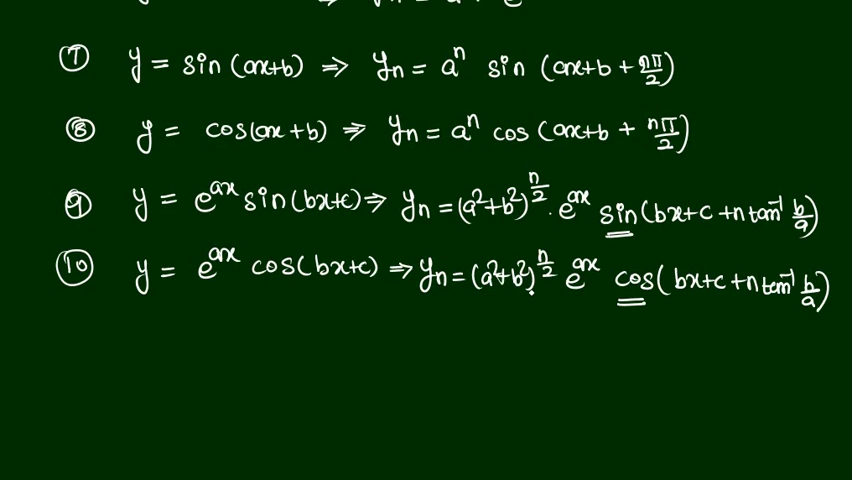 ⑦ y = sin (ax+b) ⇒ yₙ = aⁿ sin (ax+b + nπ/2)
⑧ y = cos(ax+b) ⇒ yₙ = aⁿ cos (ax+b + nπ/2)
⑨ y = e^ax sin(bx+c) ⇒ yₙ = (a²+b²)^n/2 . e^ax sin(bx+c+n tan⁻¹ b/a)
⑩ y = e^ax cos(bx+c) ⇒ yₙ = (a²+b²)^n/2 e^ax cos(bx+c+n tan⁻¹ b/a)